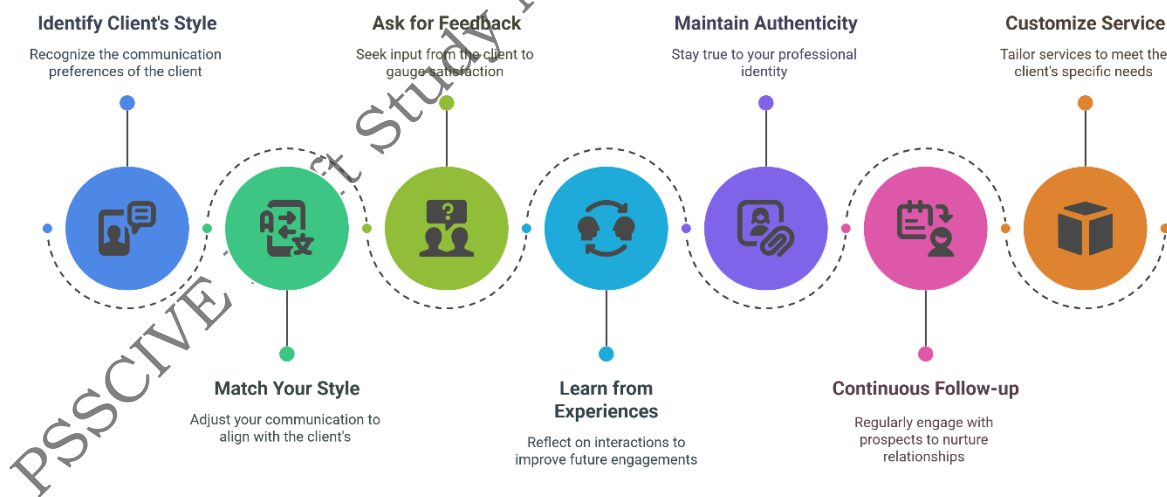 Identify Client's Style
Recognize the communication
preferences of the client
Match Your Style
Adjust your communication to
align with the client's
Ask for Feedback
Seek input from the client to
gauge satisfaction
Learn from
Experiences
Reflect on interactions to
improve future engagements
Maintain Authenticity
Stay true to your professional
identity
Continuous Follow-up
Regularly engage with
prospects to nurture
relationships
Customize Service
Tailor services to meet the
client's specific needs
A
?
PSSCIVE
Study